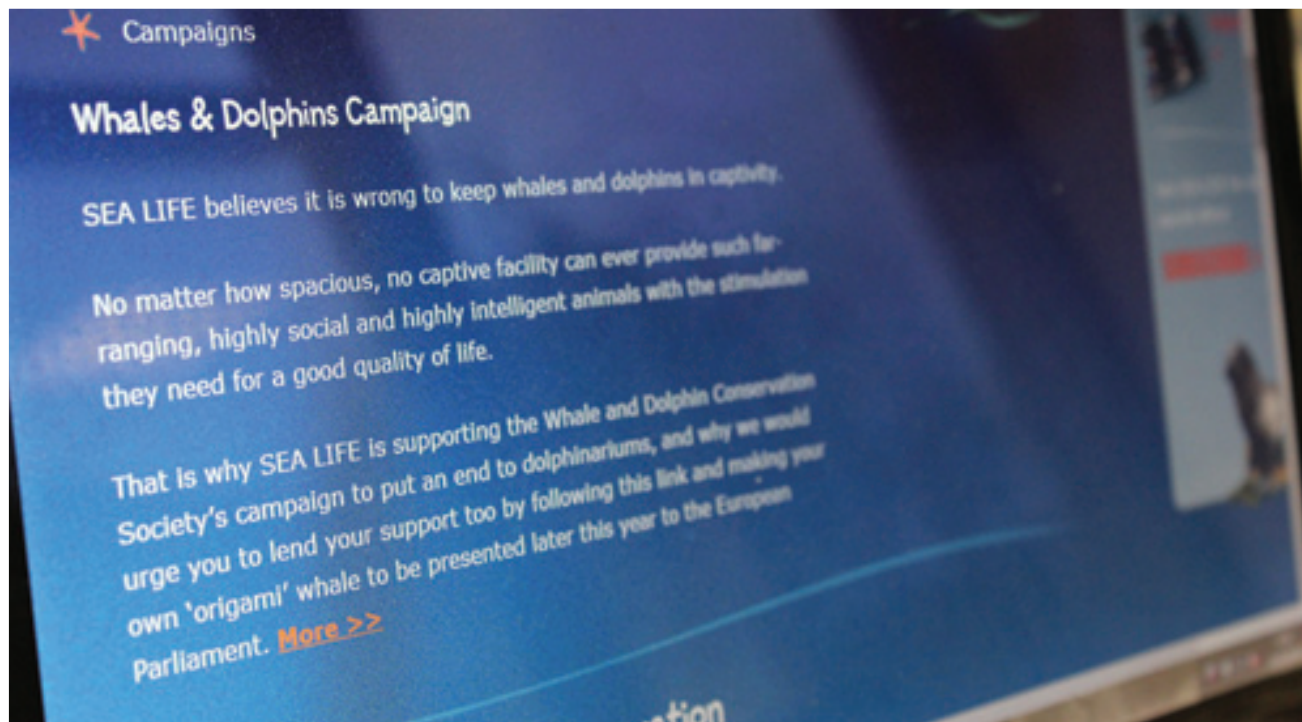 Campaigns
Whales & Dolphins Campaign
SEA LIFE believes it is wrong to keep whales and dolphins in captivity.
No matter how spacious, no captive facility can ever provide such far-
ranging, highly social and highly intelligent animals with the stimulation
they need for a good quality of life.
That is why SEA LIFE is supporting the Whale and Dolphin Conservation
Society's campaign to put an end to dolphinariums, and why we would
urge you to lend your support too by following this link and making your
own 'origami' whale to be presented later this year to the European
Parliament. More >>